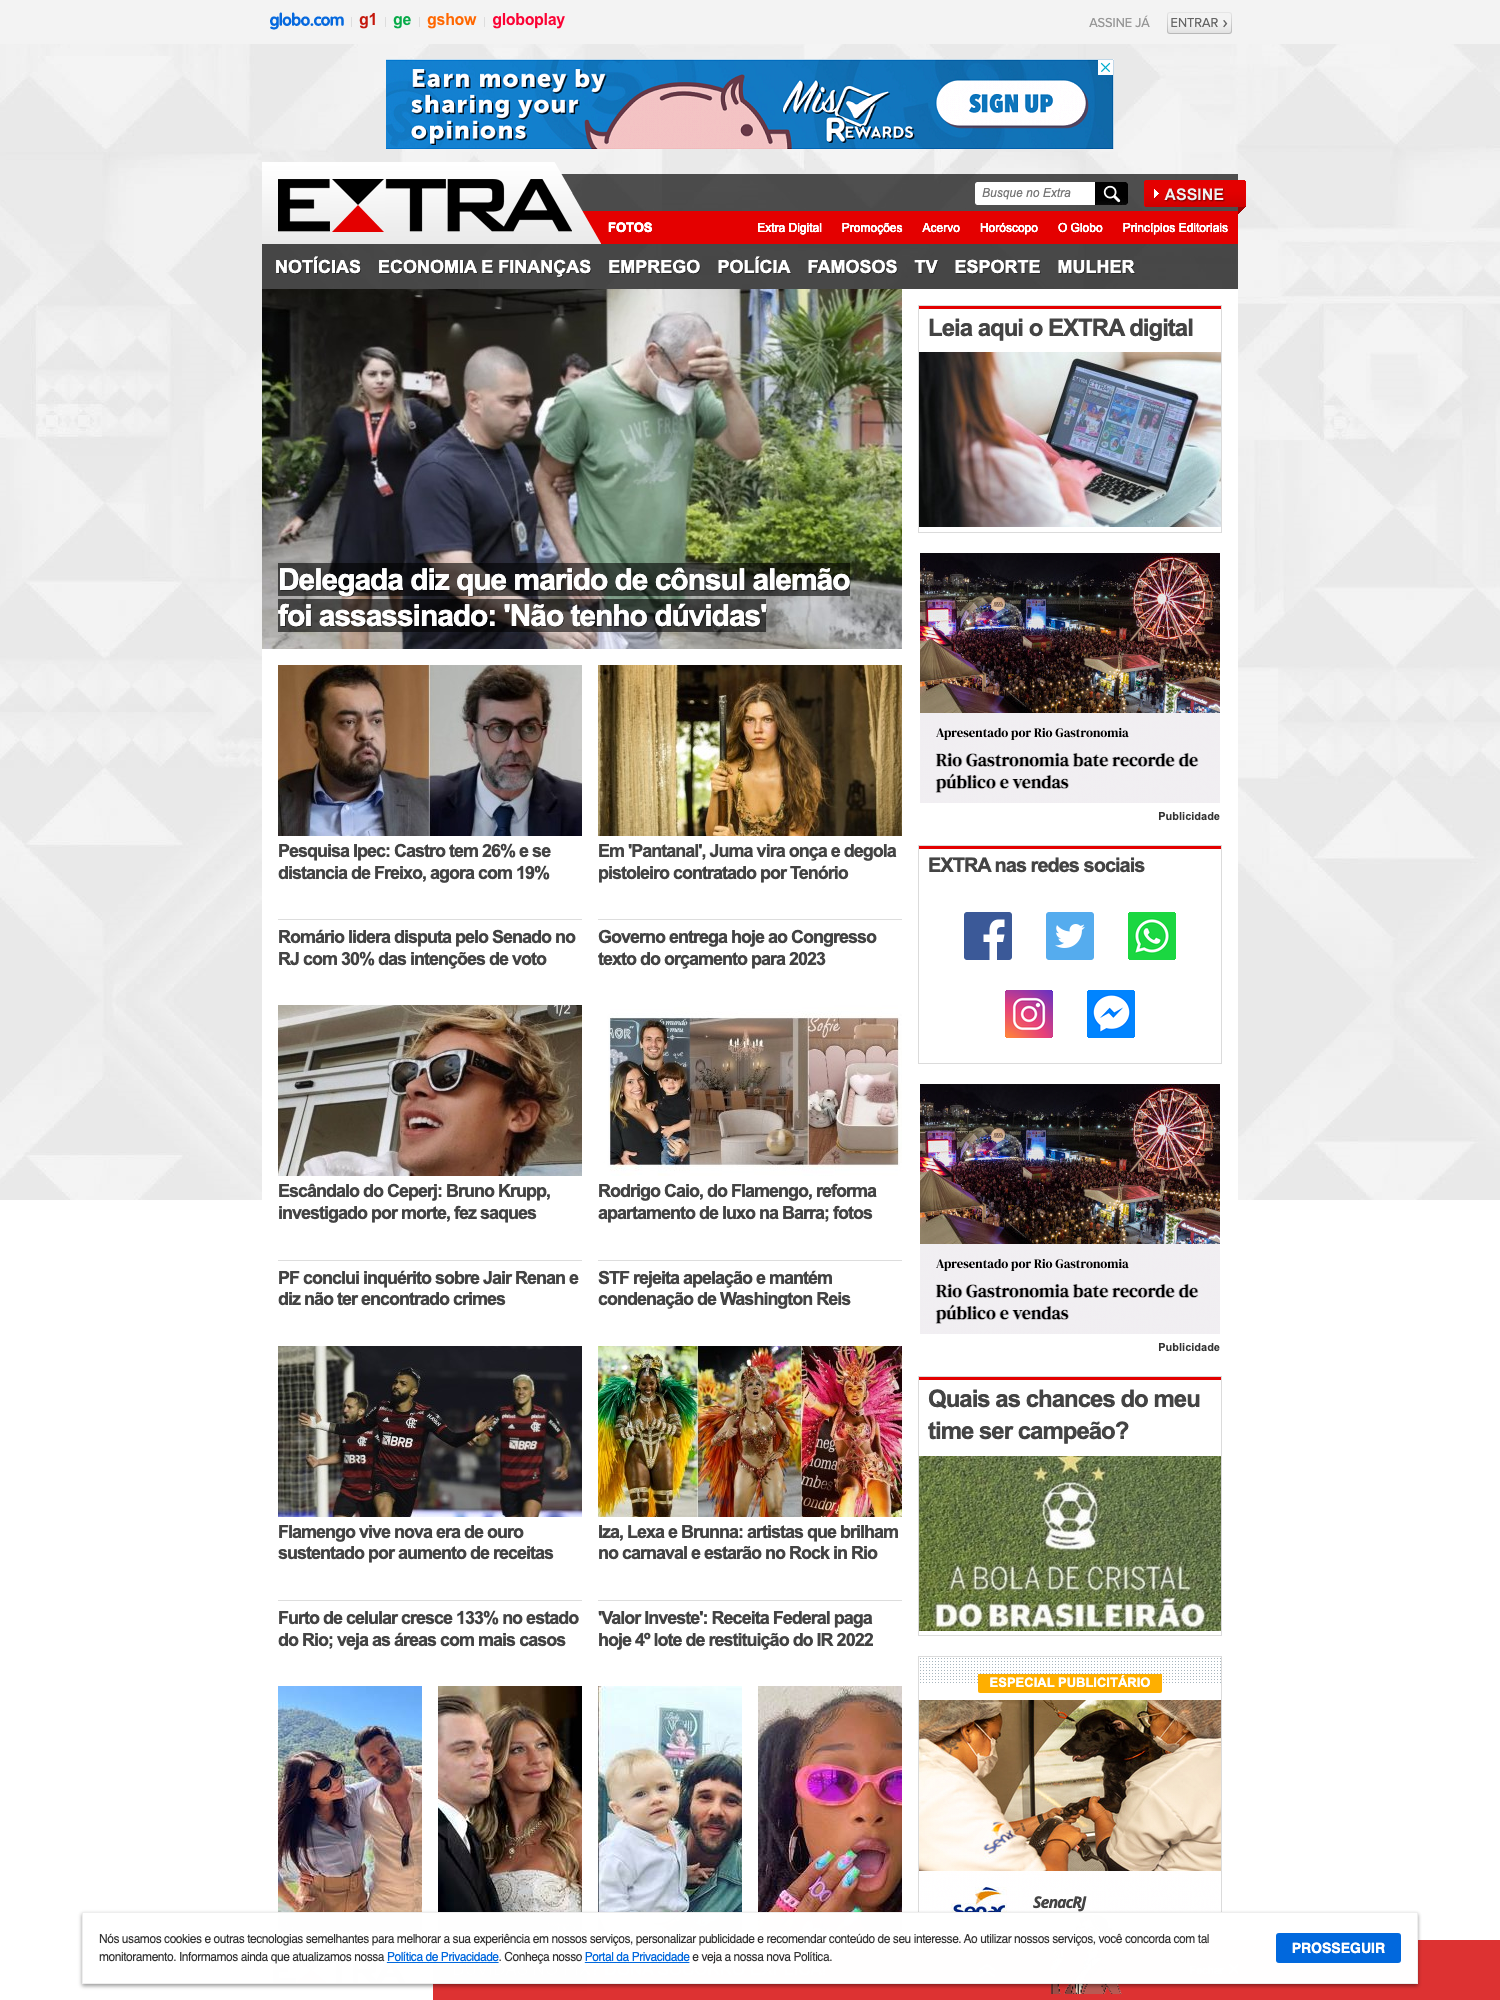 globo.com g1 ge gshow globoplay ASSINE JÁ ENTRAR
Earn money by
sharing your
opinions
Mis
REWARDS
SIGN UP
EXTRA
Busque no Extra
ASSINE
FOTOS Extra Digital Promoções Acervo Horóscopo O Globo Princípios Editoriais
NOTÍCIAS ECONOMIA E FINANÇAS EMPREGO POLÍCIA FAMOSOS TV ESPORTE MULHER
LIVE FREE
Delegada diz que marido de cônsul alemão
foi assassinado: 'Não tenho dúvidas'
Pesquisa Ipec: Castro tem 26% e se
distancia de Freixo, agora com 19%
Em 'Pantanal', Juma vira onça e degola
pistoleiro contratado por Tenório
Romário lidera disputa pelo Senado no
RJ com 30% das intenções de voto
Governo entrega hoje ao Congresso
texto do orçamento para 2023
1/2
Sofie
Escândalo do Ceperj: Bruno Krupp,
investigado por morte, fez saques
Rodrigo Caio, do Flamengo, reforma
apartamento de luxo na Barra; fotos
PF conclui inquérito sobre Jair Renan e
diz não ter encontrado crimes
STF rejeita apelação e mantém
condenação de Washington Reis
BRB
BRB
BRB
Flamengo vive nova era de ouro
sustentado por aumento de receitas
Iza, Lexa e Brunna: artistas que brilham
no carnaval e estarão no Rock in Rio
Furto de celular cresce 133% no estado
do Rio; veja as áreas com mais casos
'Valor Investe': Receita Federal paga
hoje 4º lote de restituição do IR 2022
Leia aqui o EXTRA digital
Apresentado por Rio Gastronomia
Rio Gastronomia bate recorde de
público e vendas
Publicidade
EXTRA nas redes sociais
Apresentado por Rio Gastronomia
Rio Gastronomia bate recorde de
público e vendas
Publicidade
Quais as chances do meu
time ser campeão?
A BOLA DE CRISTAL
DO BRASILEIRÃO
ESPECIAL PUBLICITÁRIO
Senac
SenacRJ
Nós usamos cookies e outras tecnologias semelhantes para melhorar a sua experiência em nossos serviços, personalizar publicidade e recomendar conteúdo de seu interesse. Ao utilizar nossos serviços, você concorda com tal
monitoramento. Informamos ainda que atualizamos nossa Política de Privacidade. Conheça nosso Portal da Privacidade e veja a nossa nova Política.
PROSSEGUIR